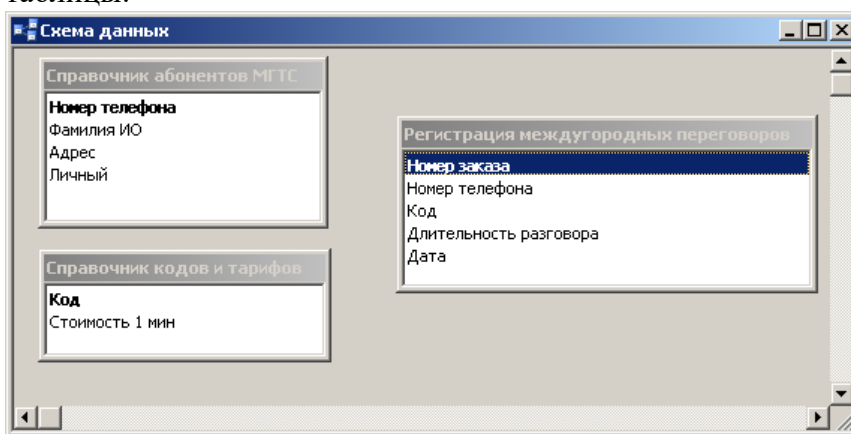 Схема данных
Справочник абонентов МГТС
Номер телефона
Фамилия ИО
Адрес
Личный
Регистрация междугородных переговоров
Номер заказа
Номер телефона
Код
Длительность разговора
Дата
Справочник кодов и тарифов
Код
Стоимость 1 мин